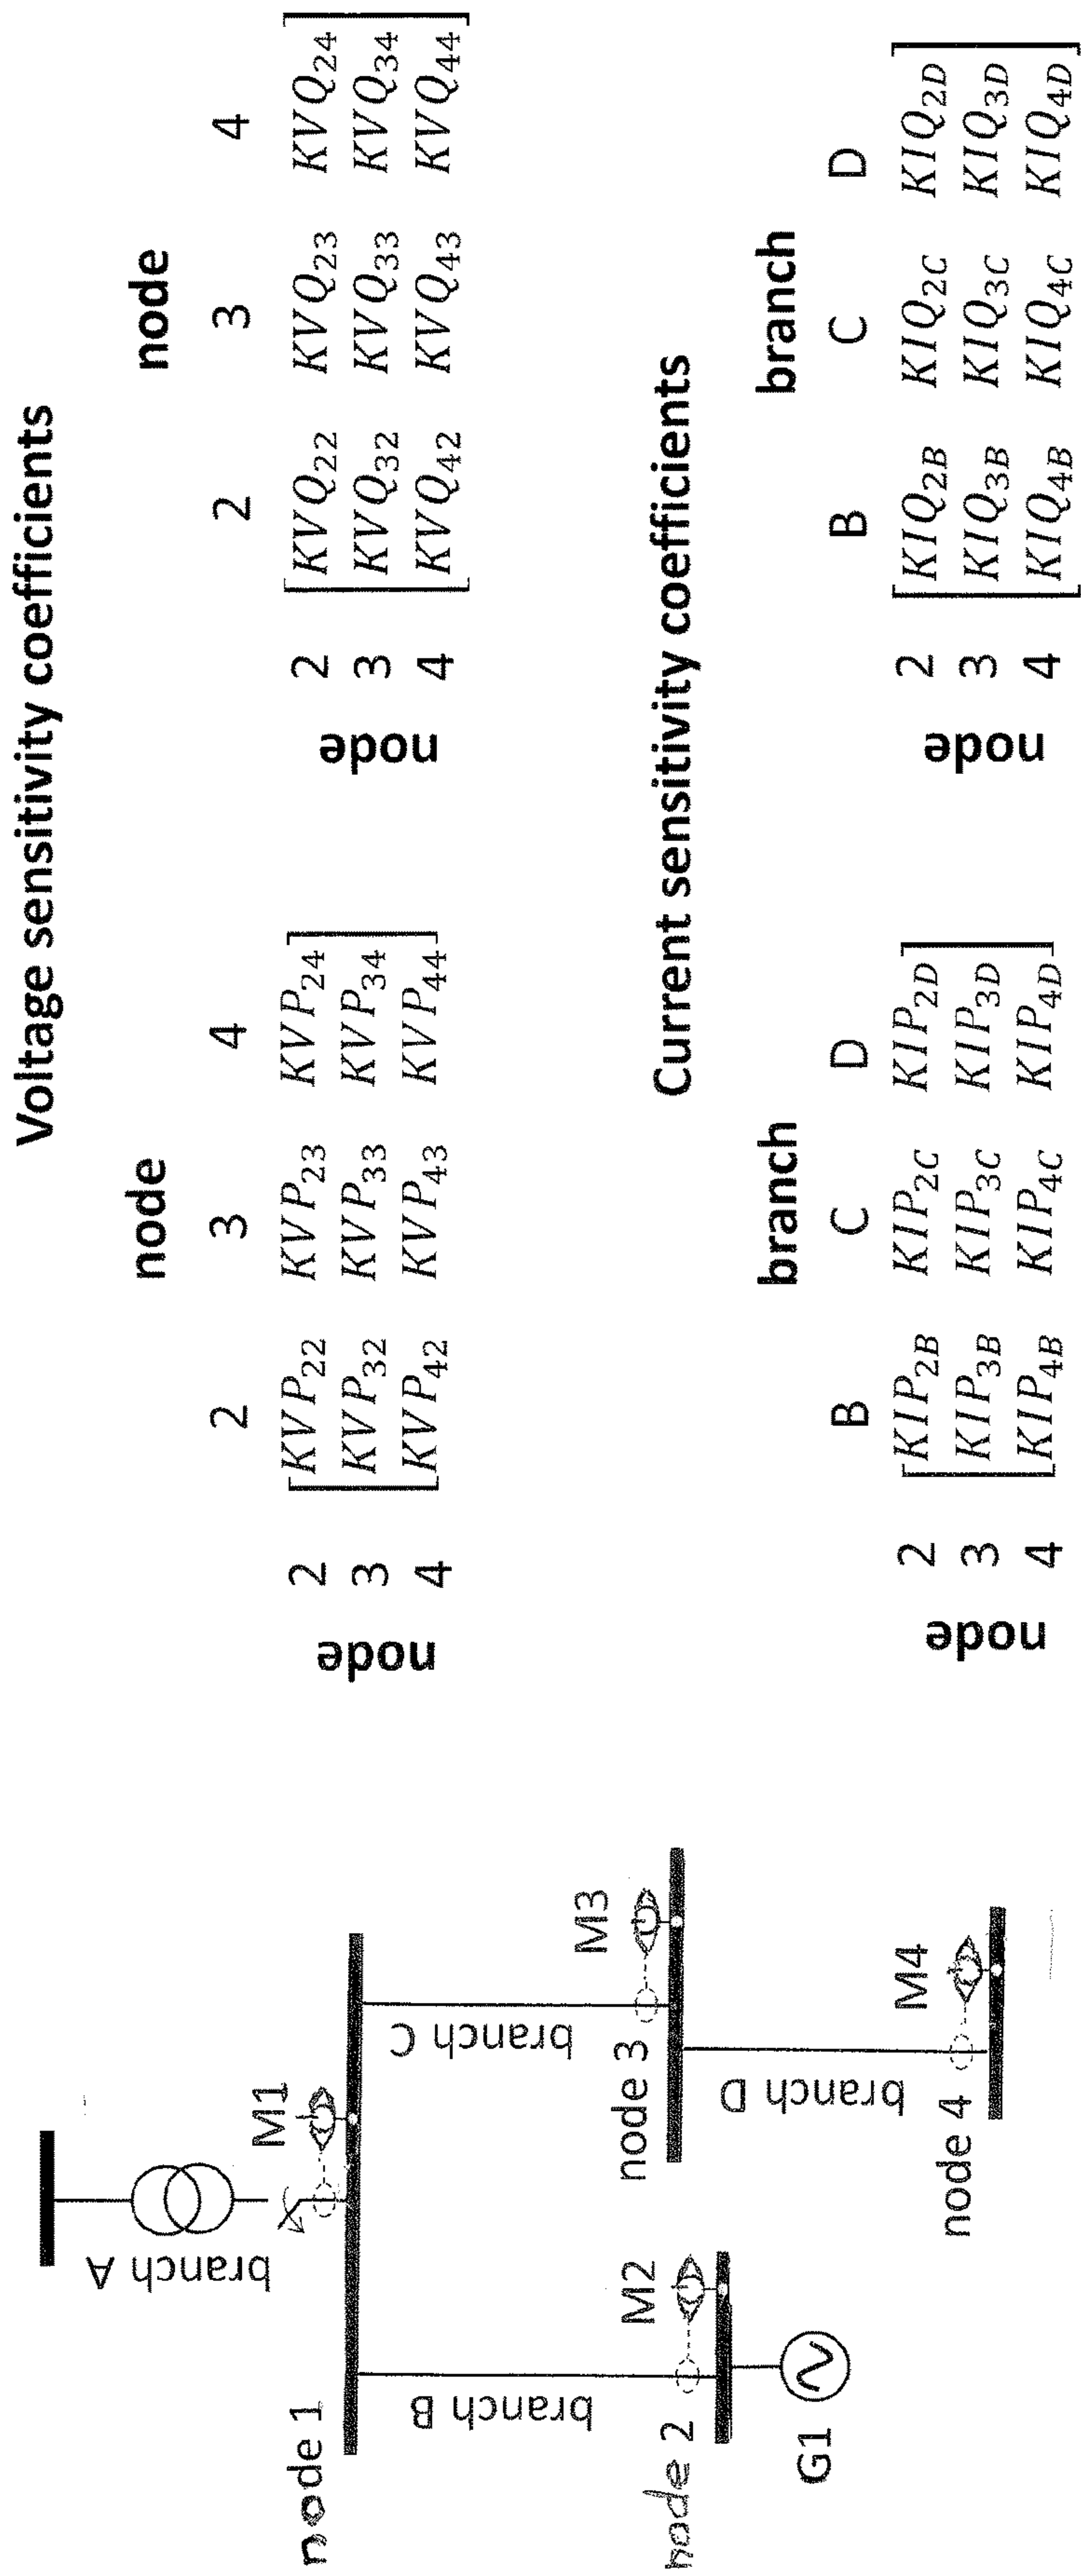 branch A
M1
node 1
branch B
branch C
M2
M3
node 2
node 3
G1
branch D
M4
node 4
Voltage sensitivity coefficients
node
node
2 3 4
2 3 4
2 KVP22 KVP23 KVP24
2 KVQ22 KVQ23 KVQ24
node 3 KVP32 KVP33 KVP34
node 3 KVQ32 KVQ33 KVQ34
4 KVP42 KVP43 KVP44
4 KVQ42 KVQ43 KVQ44
Current sensitivity coefficients
branch
branch
B C D
B C D
2 KIP2B KIP2C KIP2D
2 KIQ2B KIQ2C KIQ2D
node 3 KIP3B KIP3C KIP3D
node 3 KIQ3B KIQ3C KIQ3D
4 KIP4B KIP4C KIP4D
4 KIQ4B KIQ4C KIQ4D